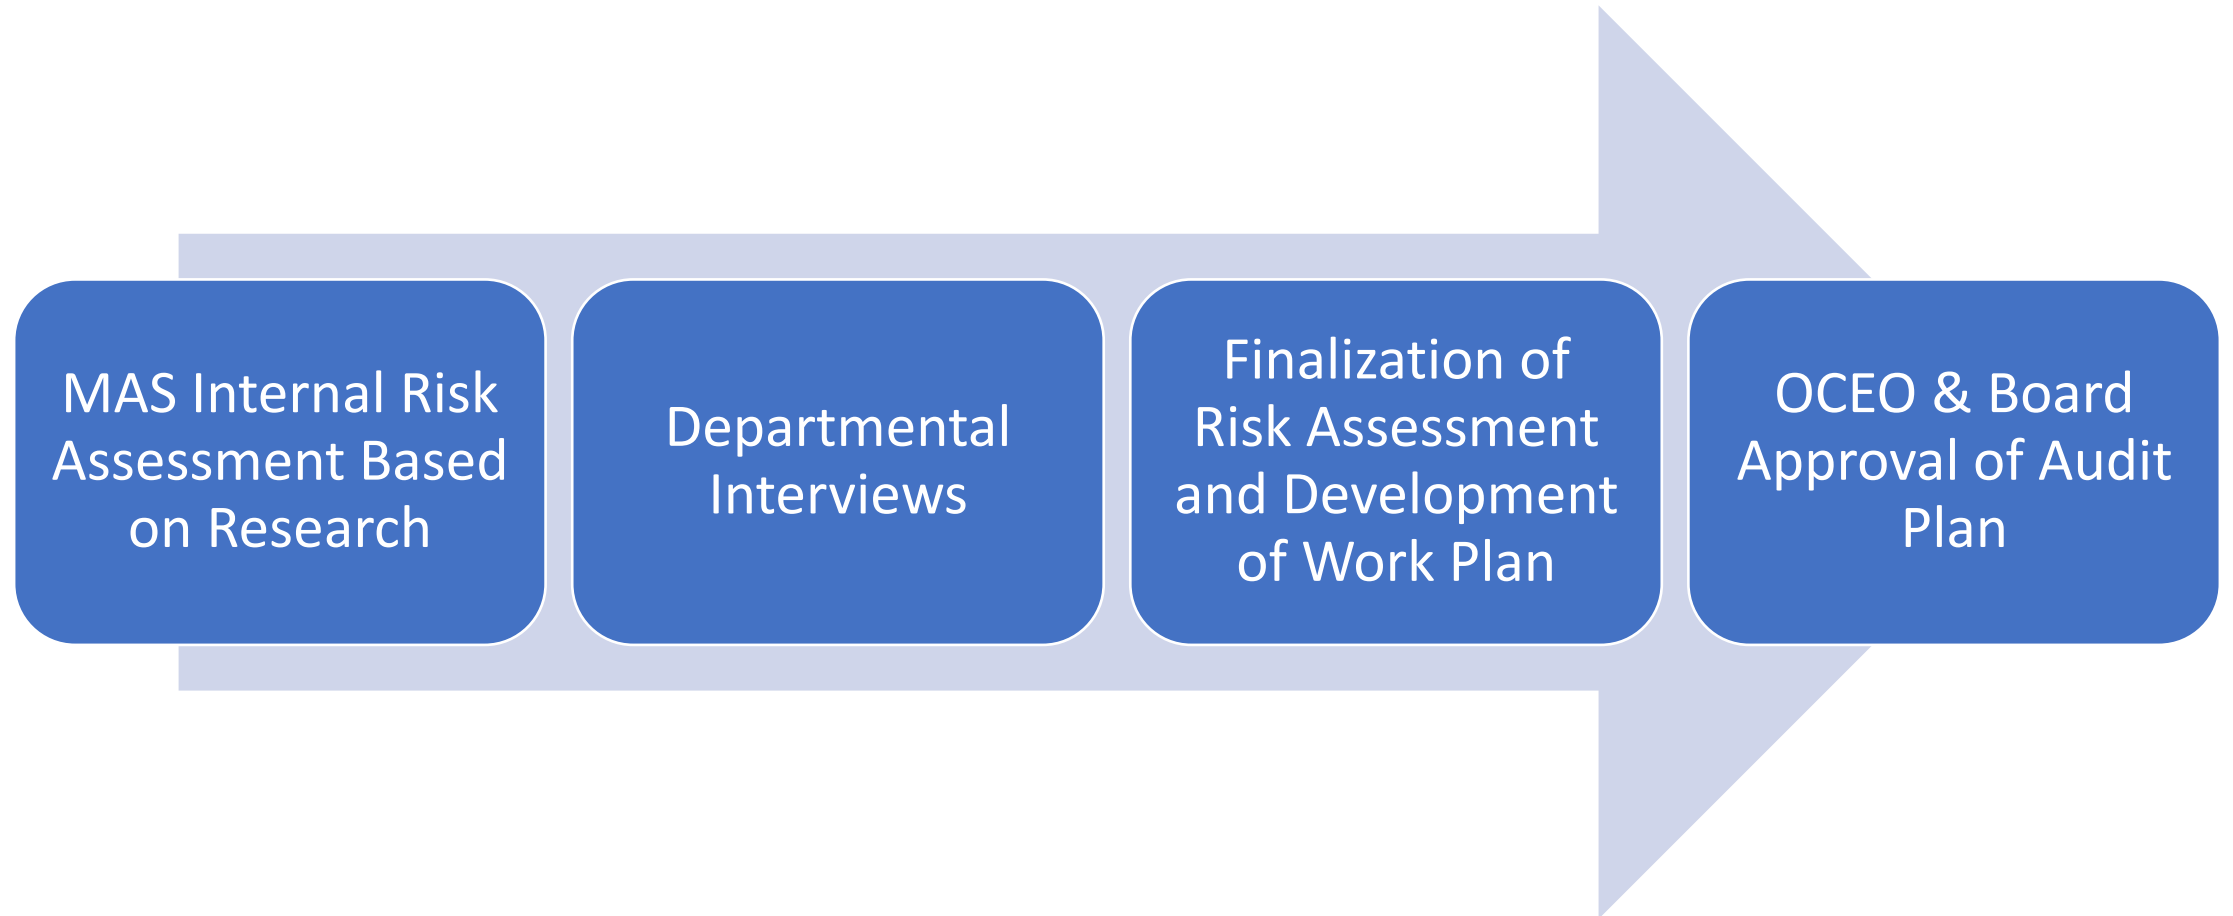 MAS Internal Risk
Assessment Based
on Research
Departmental
Interviews
Finalization of
Risk Assessment
and Development
of Work Plan
OCEO & Board
Approval of Audit
Plan